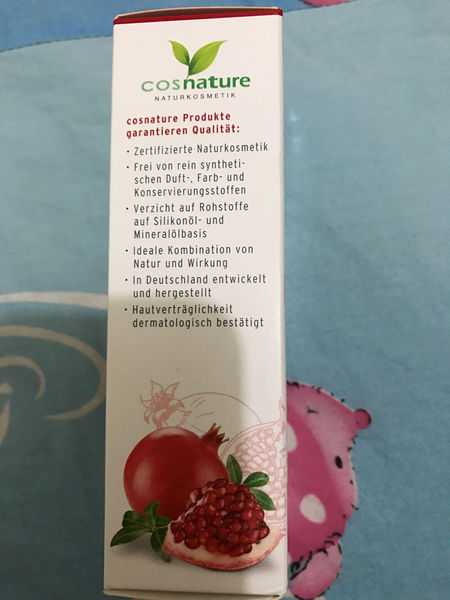 cosnature
NATURKOSMETIK
cosnature Produkte
garantieren Qualität:
· Zertifizierte Naturkosmetik
· Frei von rein syntheti-
schen Duft-, Farb- und
Konservierungsstoffen
· Verzicht auf Rohstoffe
auf Silikonöl- und
Mineralölbasis
· Ideale Kombination von
Natur und Wirkung
· In Deutschland entwickelt
und hergestellt
· Hautverträglichkeit
dermatologisch bestätigt